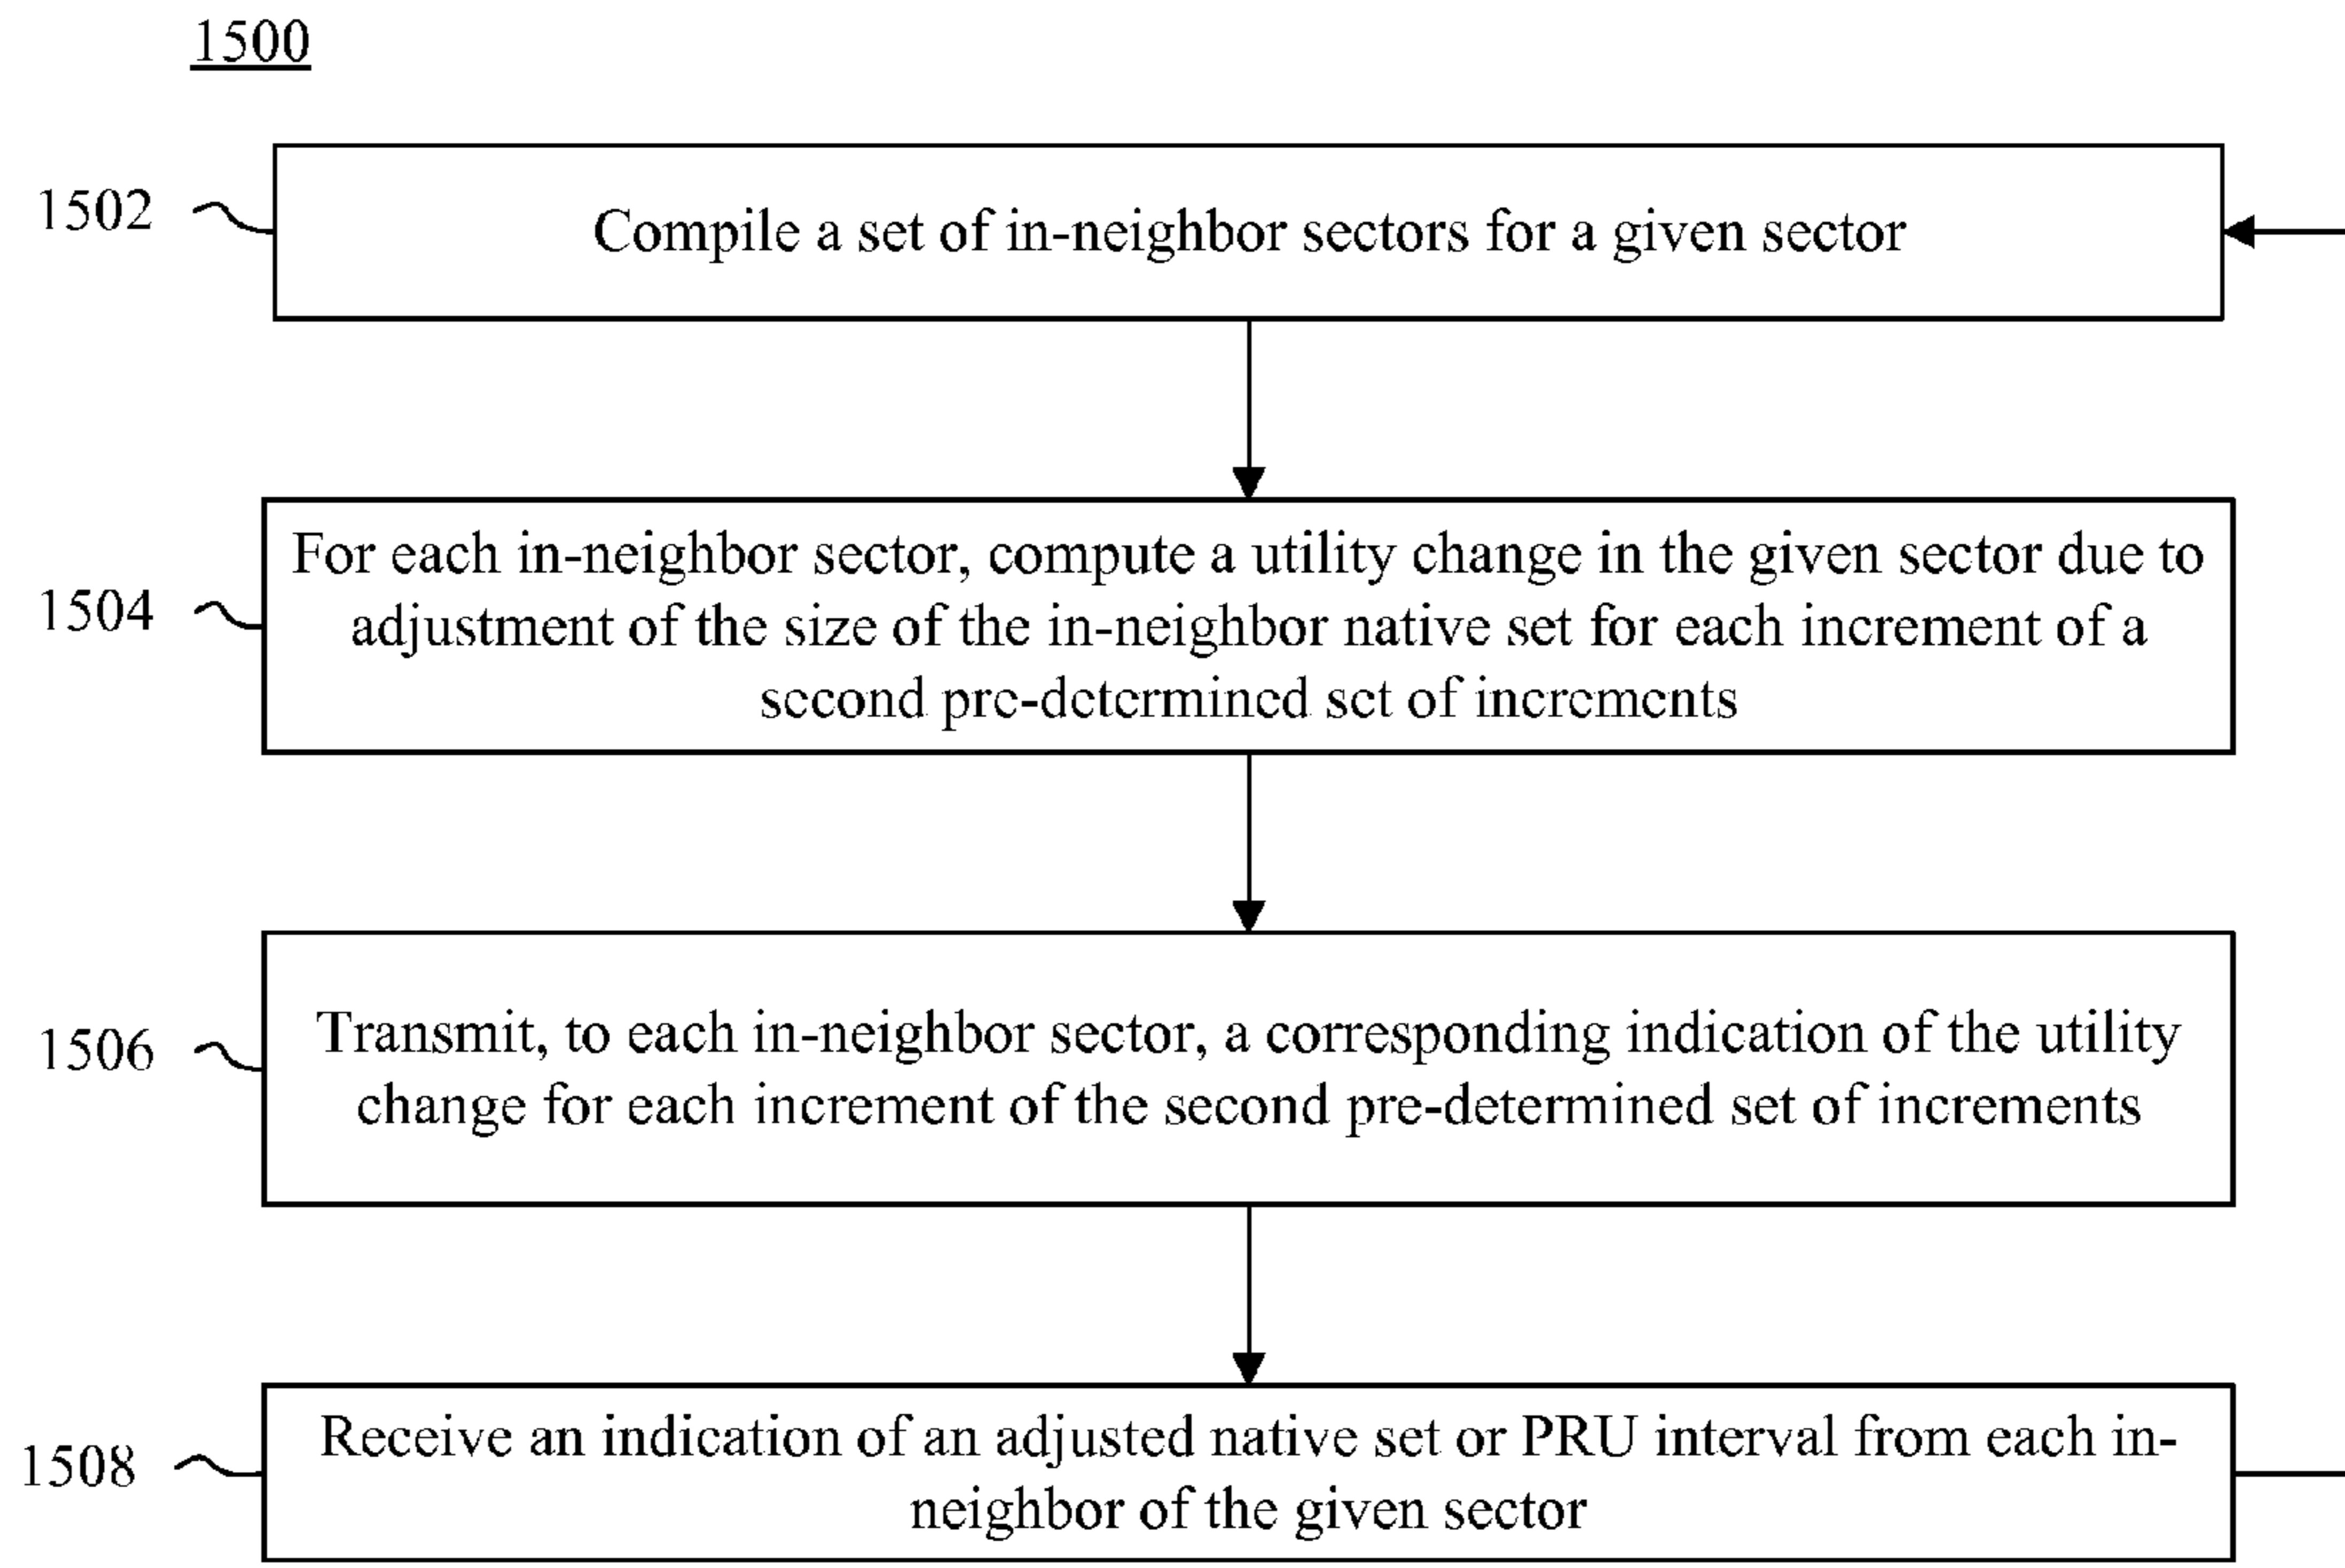 1500
1502
Compile a set of in-neighbor sectors for a given sector
1504
For each in-neighbor sector, compute a utility change in the given sector due to
adjustment of the size of the in-neighbor native set for each increment of a
second pre-determined set of increments
1506
Transmit, to each in-neighbor sector, a corresponding indication of the utility
change for each increment of the second pre-determined set of increments
1508
Receive an indication of an adjusted native set or PRU interval from each in-
neighbor of the given sector